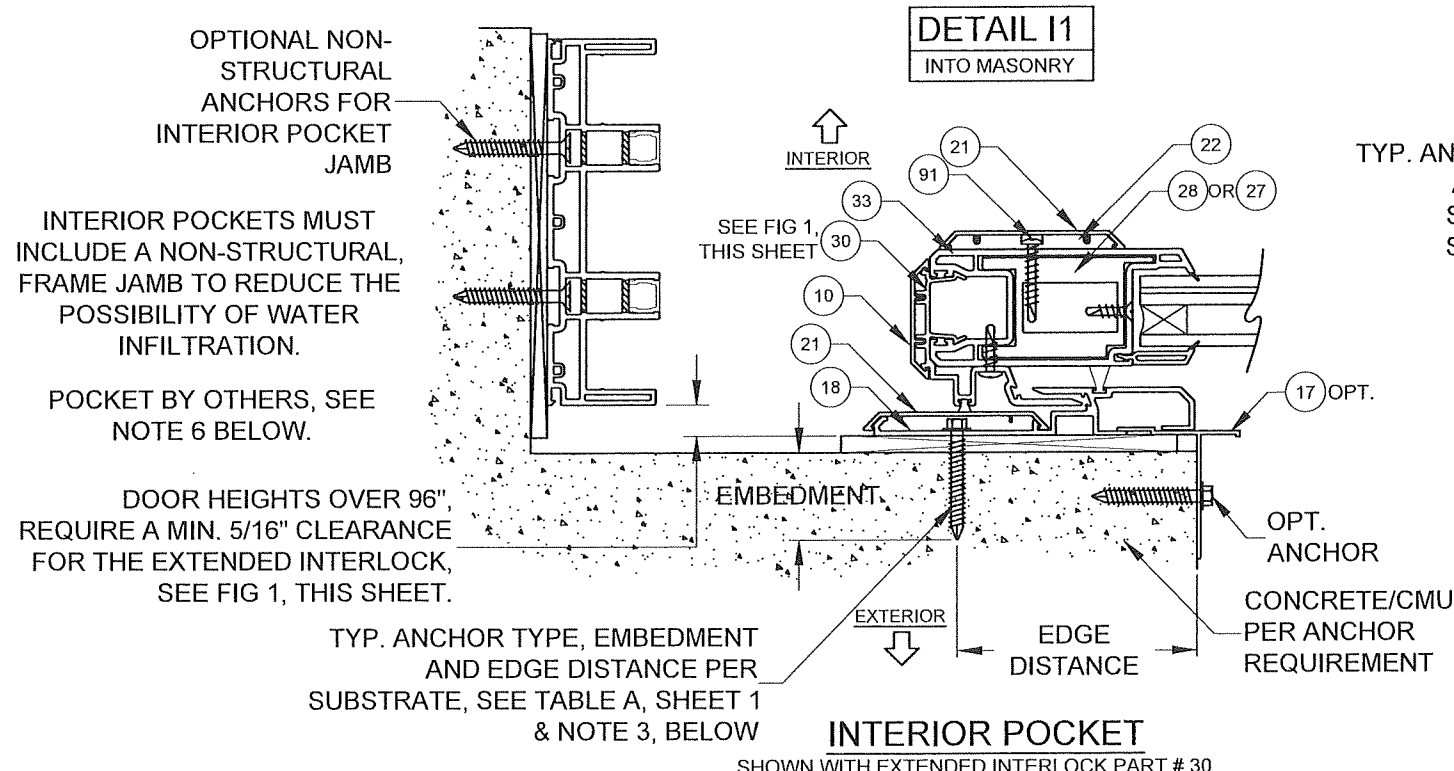 DETAIL I1
INTO MASONRY
OPTIONAL NON-
STRUCTURAL
ANCHORS FOR
INTERIOR POCKET
JAMB
INTERIOR POCKETS MUST
INCLUDE A NON-STRUCTURAL,
FRAME JAMB TO REDUCE THE
POSSIBILITY OF WATER
INFILTRATION.
POCKET BY OTHERS, SEE
NOTE 6 BELOW.
DOOR HEIGHTS OVER 96",
REQUIRE A MIN. 5/16" CLEARANCE
FOR THE EXTENDED INTERLOCK,
SEE FIG 1, THIS SHEET.
TYP. ANCHOR TYPE, EMBEDMENT
AND EDGE DISTANCE PER
SUBSTRATE, SEE TABLE A, SHEET 1
& NOTE 3, BELOW
INTERIOR
21
22
91
28 OR 27
33
SEE FIG 1,
THIS SHEET
30
10
21
18
17 OPT.
EMBEDMENT
OPT.
ANCHOR
EXTERIOR
EDGE
DISTANCE
CONCRETE/CMU
PER ANCHOR
REQUIREMENT
TYP. AN
S
S
INTERIOR POCKET
SHOWN WITH EXTENDED INTERLOCK PART # 30